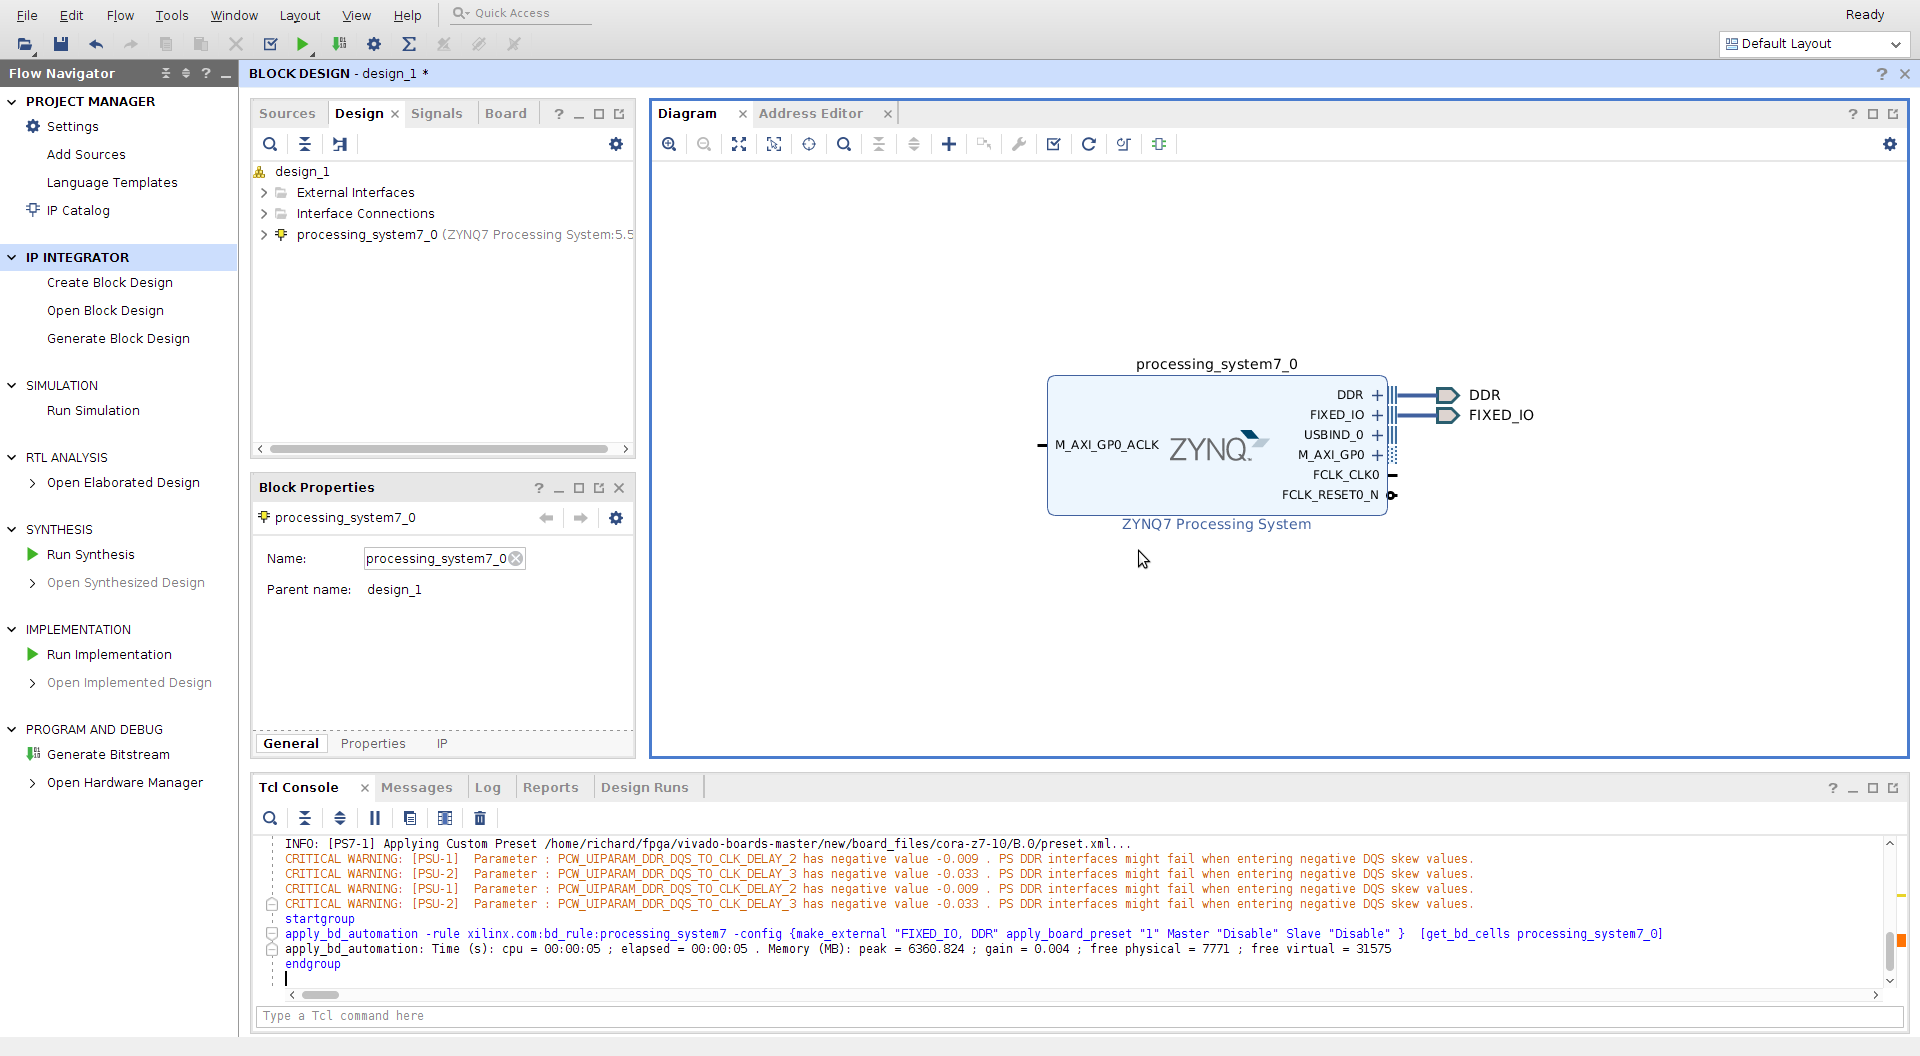 File Edit Flow Tools Window Layout View Help Quick Access Ready
Default Layout
Flow Navigator
PROJECT MANAGER
Settings
Add Sources
Language Templates
IP Catalog
IP INTEGRATOR
Create Block Design
Open Block Design
Generate Block Design
SIMULATION
Run Simulation
RTL ANALYSIS
Open Elaborated Design
SYNTHESIS
Run Synthesis
Open Synthesized Design
IMPLEMENTATION
Run Implementation
Open Implemented Design
PROGRAM AND DEBUG
Generate Bitstream
Open Hardware Manager
BLOCK DESIGN - design_1 *
Sources Design Signals Board
design_1
External Interfaces
Interface Connections
processing_system7_0 (ZYNQ7 Processing System:5.5
Block Properties
processing_system7_0
Name: processing_system7_0
Parent name: design_1
General Properties IP
Diagram Address Editor
processing_system7_0
DDR
FIXED_IO
USBIND_0
M_AXI_GP0
FCLK_CLK0
FCLK_RESET0_N
M_AXI_GP0_ACLK
ZYNQ
ZYNQ7 Processing System
DDR
FIXED_IO
Tcl Console Messages Log Reports Design Runs
INFO: [PS7-1] Applying Custom Preset /home/richard/fpga/vivado-boards-master/new/board_files/cora-z7-10/B.0/preset.xml...
CRITICAL WARNING: [PSU-1]  Parameter : PCW_UIPARAM_DDR_DQS_TO_CLK_DELAY_2 has negative value -0.009 . PS DDR interfaces might fail when entering negative DQS skew values.
CRITICAL WARNING: [PSU-2]  Parameter : PCW_UIPARAM_DDR_DQS_TO_CLK_DELAY_3 has negative value -0.033 . PS DDR interfaces might fail when entering negative DQS skew values.
CRITICAL WARNING: [PSU-1]  Parameter : PCW_UIPARAM_DDR_DQS_TO_CLK_DELAY_2 has negative value -0.009 . PS DDR interfaces might fail when entering negative DQS skew values.
CRITICAL WARNING: [PSU-2]  Parameter : PCW_UIPARAM_DDR_DQS_TO_CLK_DELAY_3 has negative value -0.033 . PS DDR interfaces might fail when entering negative DQS skew values.
startgroup
apply_bd_automation -rule xilinx.com:bd_rule:processing_system7 -config {make_external "FIXED_IO, DDR" apply_board_preset "1" Master "Disable" Slave "Disable" }  [get_bd_cells processing_system7_0]
apply_bd_automation: Time (s): cpu = 00:00:05 ; elapsed = 00:00:05 . Memory (MB): peak = 6360.824 ; gain = 0.004 ; free physical = 7771 ; free virtual = 31575
endgroup
Type a Tcl command here